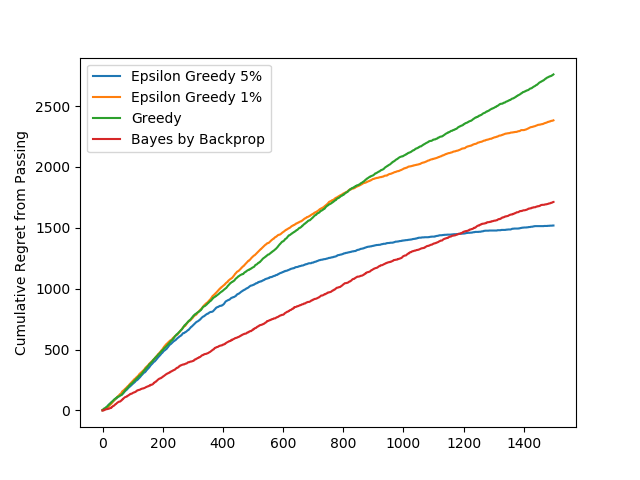 Epsilon Greedy 5%
Epsilon Greedy 1%
Greedy
Bayes by Backprop
Cumulative Regret from Passing
2500
2000
1500
1000
500
0
0 200 400 600 800 1000 1200 1400